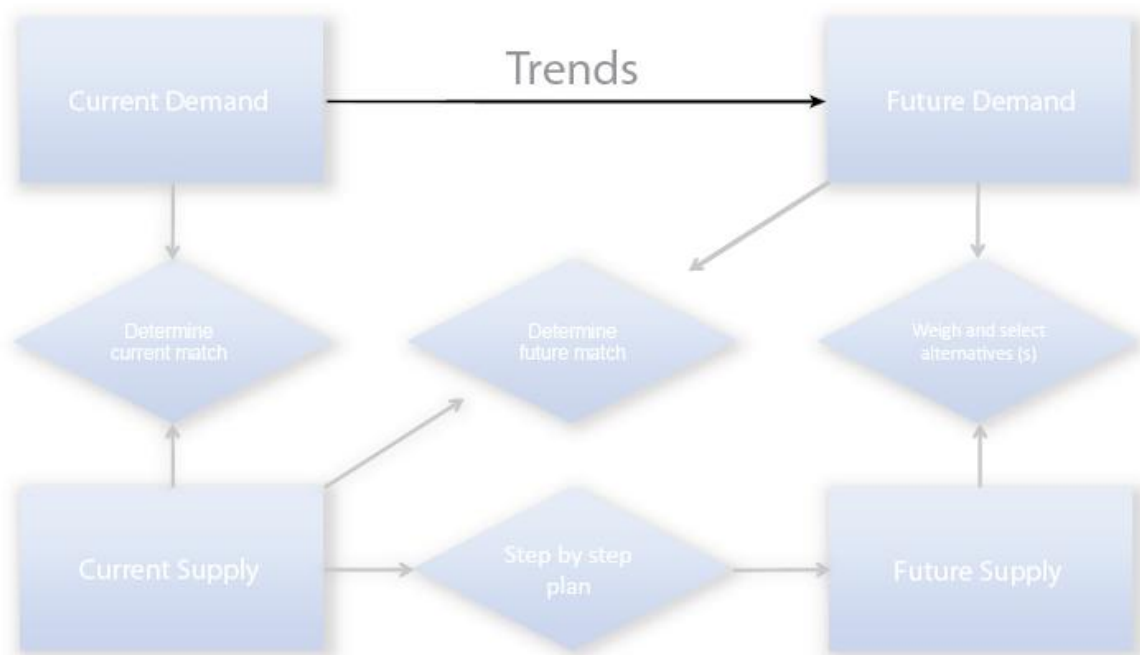 Trends
Current Demand
Future Demand
Determine
current match
Determine
future match
Weigh and select
alternatives (s)
Current Supply
Step by step
plan
Future Supply